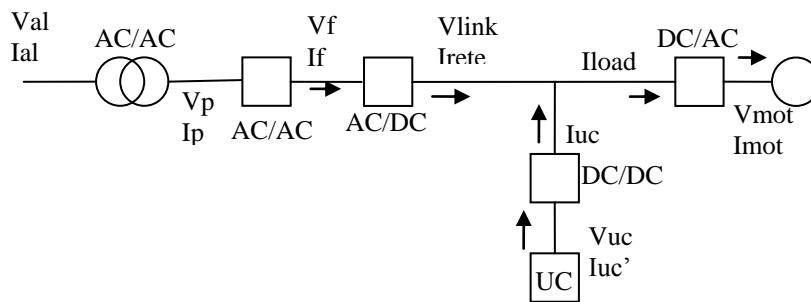 Val
Ial
AC/AC
Vp
Ip
AC/AC
Vf
If
AC/DC
Vlink
Irete
Iload
DC/AC
Vmot
Imot
Iuc
DC/DC
Vuc
Iuc’
UC